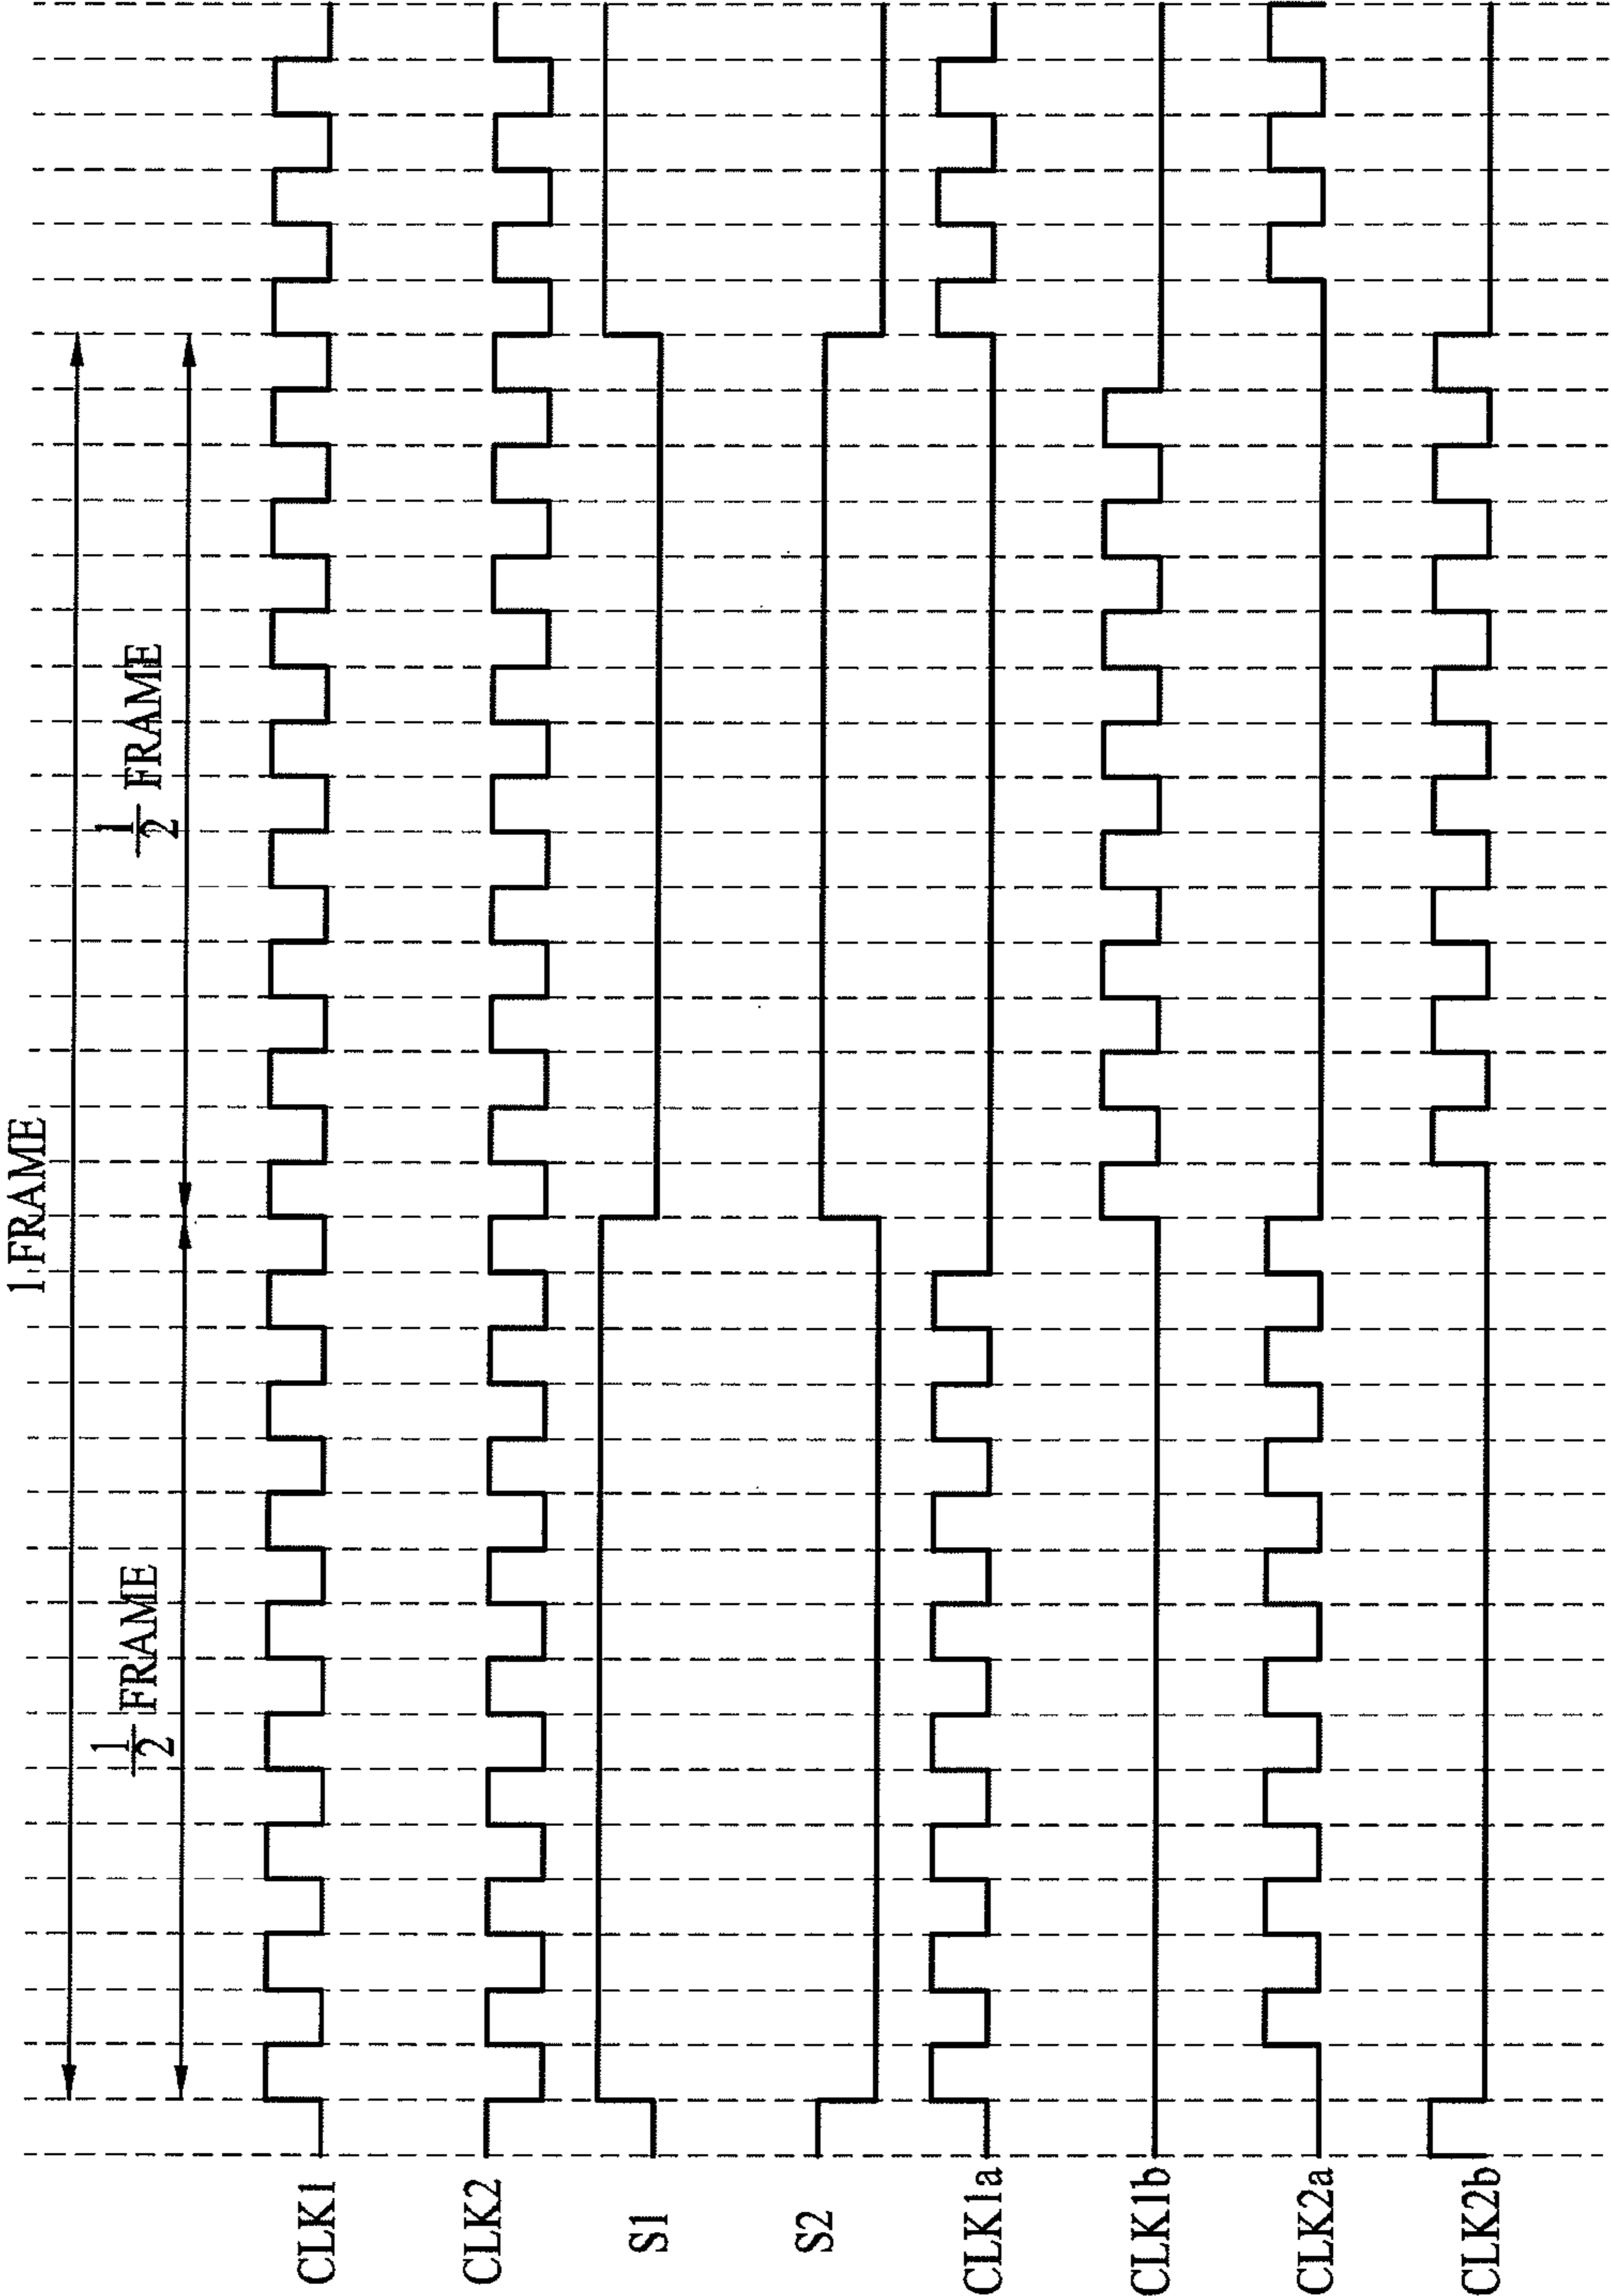 1 FRAME
1/2 FRAME
1/2 FRAME
CLK1
CLK2
S1
S2
CLK1a
CLK1b
CLK2a
CLK2b